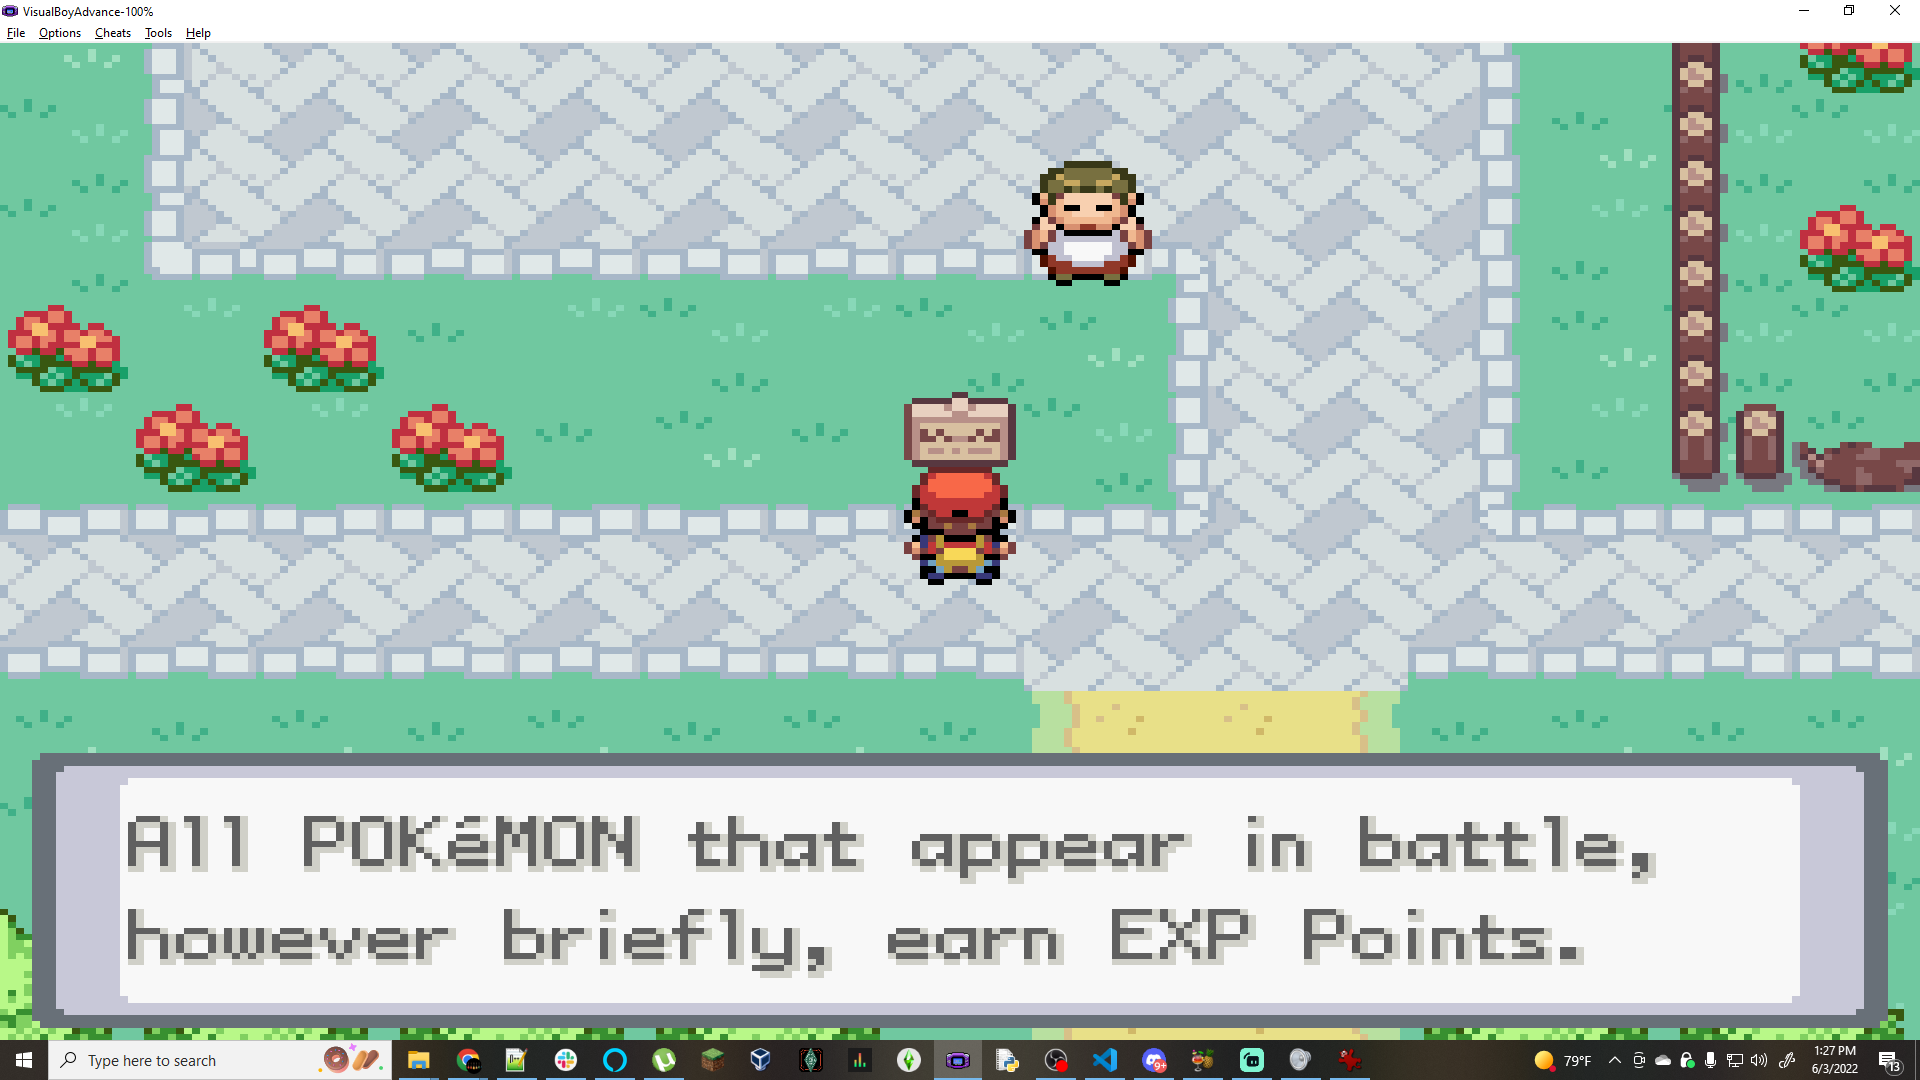 VisualBoyAdvance-100%
File Options Cheats Tools Help
All POKéMON that appear in battle,
however briefly, earn EXP Points.
Type here to search
9+
79°F
1:27 PM
6/3/2022
13